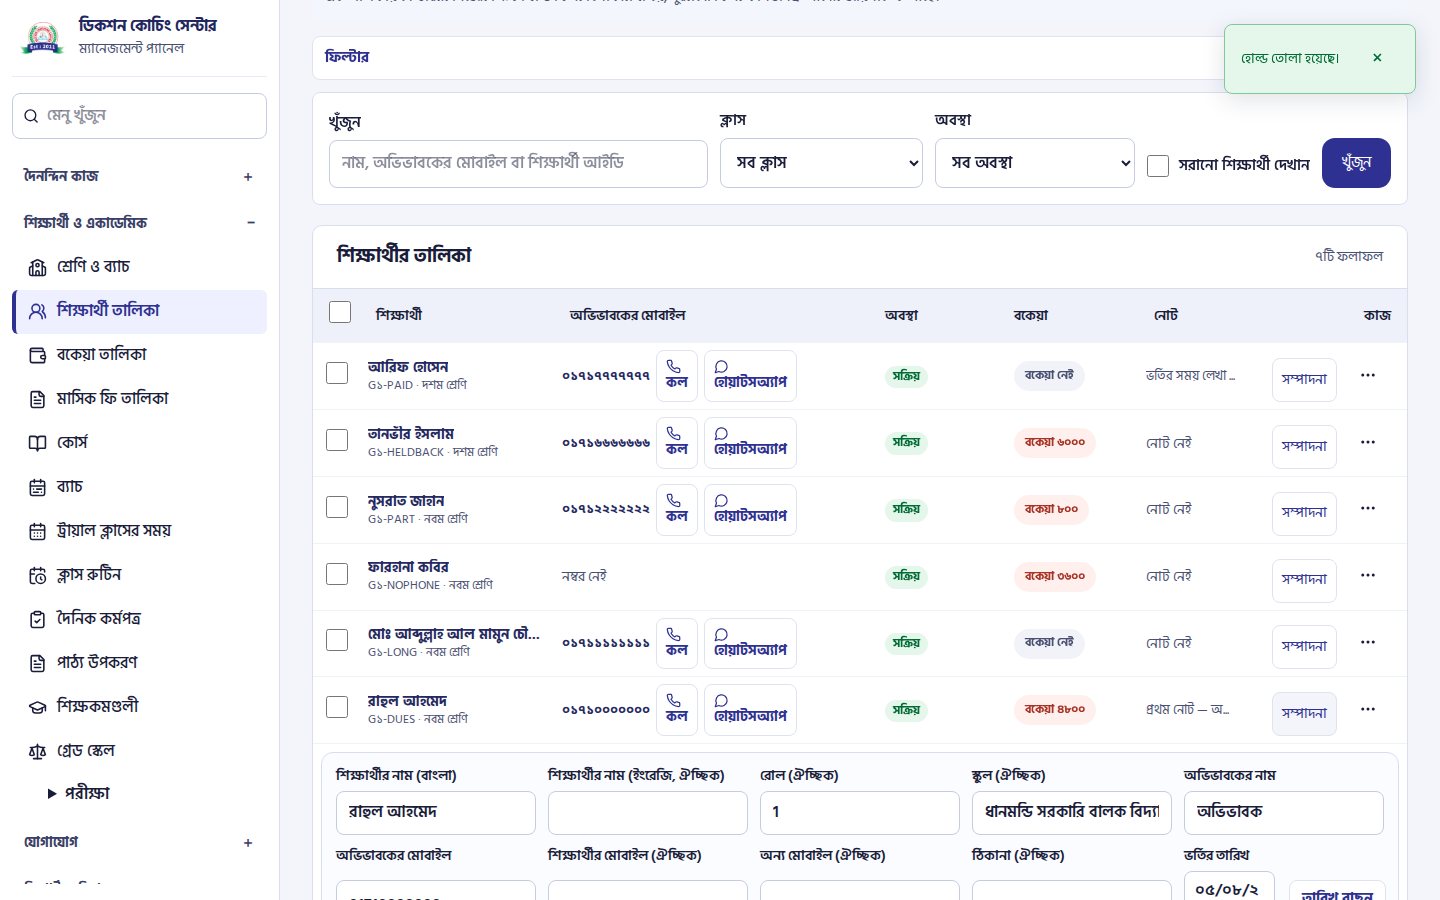 ডিকশন কোচিং সেন্টার
ম্যানেজমেন্ট প্যানেল
Est : 2011
মেনু খুঁজুন
দৈনন্দিন কাজ +
শিক্ষার্থী ও একাডেমিক −
শ্রেণি ও ব্যাচ
শিক্ষার্থী তালিকা
বকেয়া তালিকা
মাসিক ফি তালিকা
কোর্স
ব্যাচ
ট্রায়াল ক্লাসের সময়
ক্লাস রুটিন
দৈনিক কর্মপত্র
পাঠ্য উপকরণ
শিক্ষকমণ্ডলী
গ্রেড স্কেল
▶ পরীক্ষা
যোগাযোগ +
হোল্ড তোলা হয়েছে। ×
ফিল্টার
খুঁজুন ক্লাস অবস্থা
নাম, অভিভাবকের মোবাইল বা শিক্ষার্থী আইডি সব ক্লাস সব অবস্থা সরানো শিক্ষার্থী দেখান খুঁজুন
শিক্ষার্থীর তালিকা ৭টি ফলাফল
শিক্ষার্থী অভিভাবকের মোবাইল অবস্থা বকেয়া নোট কাজ
আরিফ হোসেন ০১৭১৭৭৭৭৭৭৭ কল হোয়াটসঅ্যাপ সক্রিয় বকেয়া নেই ভর্তির সময় লেখা ... সম্পাদনা ...
G১-PAID · দশম শ্রেণি
তানভীর ইসলাম ০১৭১৬৬৬৬৬৬৬ কল হোয়াটসঅ্যাপ সক্রিয় বকেয়া ৬০০০ নোট নেই সম্পাদনা ...
G১-HELDBACK · দশম শ্রেণি
নুসরাত জাহান ০১৭১২২২২২২২ কল হোয়াটসঅ্যাপ সক্রিয় বকেয়া ৮০০ নোট নেই সম্পাদনা ...
G১-PART · নবম শ্রেণি
ফারহানা কবির নম্বর নেই সক্রিয় বকেয়া ৩৬০০ নোট নেই সম্পাদনা ...
G১-NOPHONE · নবম শ্রেণি
মোঃ আব্দুল্লাহ আল মামুন চৌ... ০১৭১১১১১১১১ কল হোয়াটসঅ্যাপ সক্রিয় বকেয়া নেই নোট নেই সম্পাদনা ...
G১-LONG · নবম শ্রেণি
রাহুল আহমেদ ০১৭১০০০০০০০ কল হোয়াটসঅ্যাপ সক্রিয় বকেয়া ৪৮০০ প্রথম নোট — অ... সম্পাদনা ...
G১-DUES · নবম শ্রেণি
শিক্ষার্থীর নাম (বাংলা) শিক্ষার্থীর নাম (ইংরেজি, ঐচ্ছিক) রোল (ঐচ্ছিক) স্কুল (ঐচ্ছিক) অভিভাবকের নাম
রাহুল আহমেদ 1 ধানমন্ডি সরকারি বালক বিদ্যা অভিভাবক
অভিভাবকের মোবাইল শিক্ষার্থীর মোবাইল (ঐচ্ছিক) অন্য মোবাইল (ঐচ্ছিক) ঠিকানা (ঐচ্ছিক) ভর্তির তারিখ
০৫/০৮/২ তারিখ বাছুন